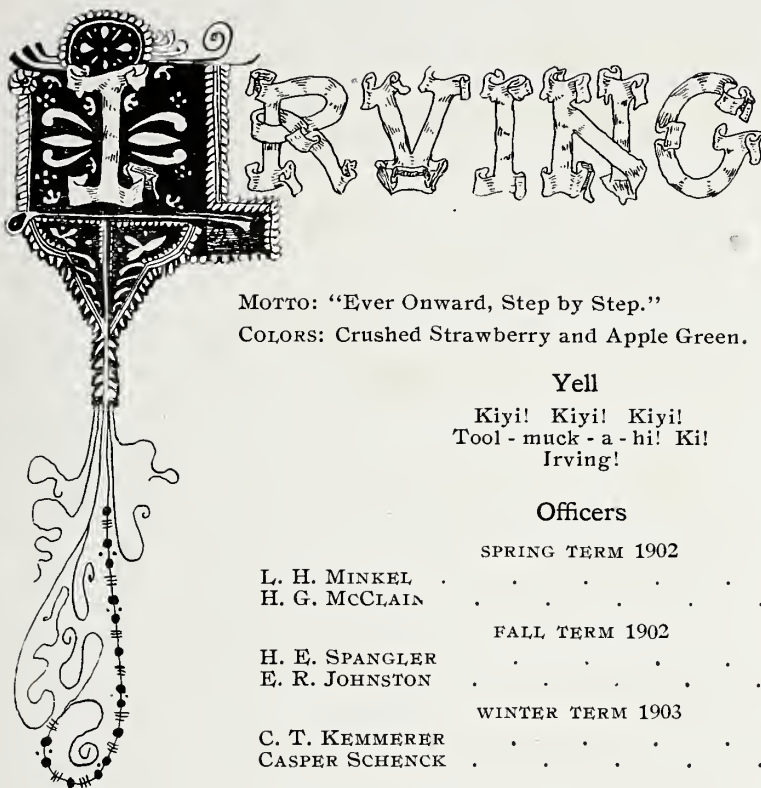 IRVING
MOTTO: "Ever Onward, Step by Step."
COLORS: Crushed Strawberry and Apple Green.
Yell
Kiyi! Kiyi! Kiyi!
Tool - muck - a - hi! Ki!
Irving!
Officers
SPRING TERM 1902
L. H. MINKEL . . . . . .
H. G. MCCLAIN . . . . .
FALL TERM 1902
H. E. SPANGLER . . . . .
E. R. JOHNSTON . . . . .
WINTER TERM 1903
C. T. KEMMERER . . . . .
CASPER SCHENCK . . . . .